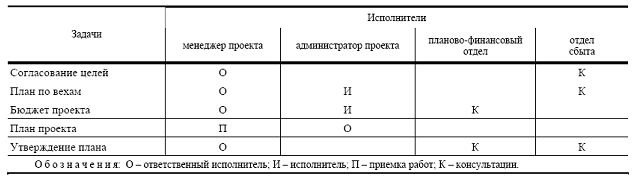 Задачи Исполнители
менеджер проекта администратор проекта планово-финансовый отдел отдел сбыта
Согласование целей О К
План по вехам О И К
Бюджет проекта О И К
План проекта П О
Утверждение плана О К К
Обозначения: О – ответственный исполнитель; И – исполнитель; П – приемка работ; К – консультации.